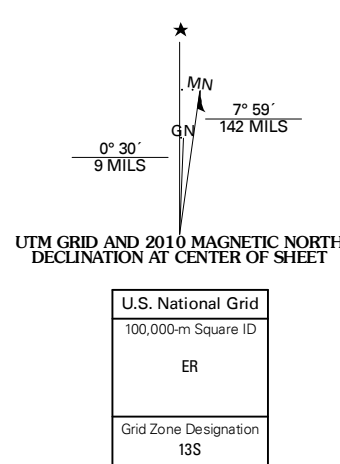 ★
MN
GN
7° 59´
142 MILS
0° 30´
9 MILS
UTM GRID AND 2010 MAGNETIC NORTH
DECLINATION AT CENTER OF SHEET
U.S. National Grid
100,000-m Square ID
ER
Grid Zone Designation
13S